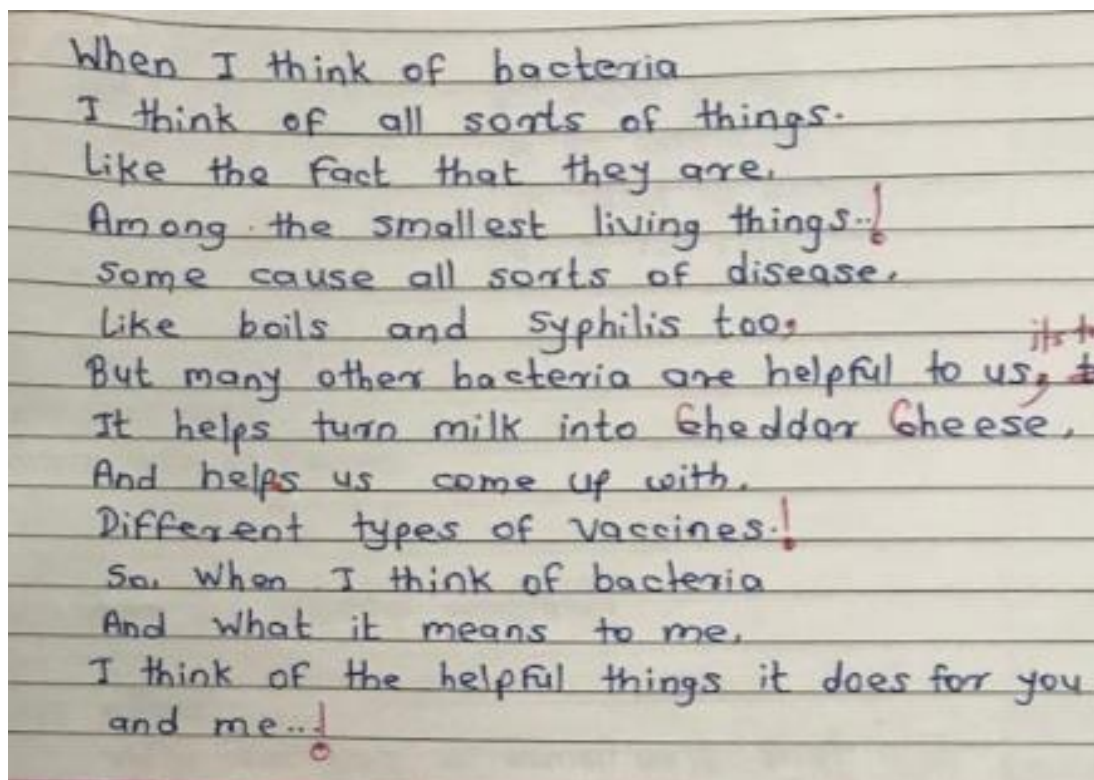 When I think of bacteria
I think of all sorts of things.
Like the fact that they are,
Among the smallest living things..!
Some cause all sorts of disease,
Like boils and Syphilis too,
But many other bacteria are helpful to us,
It helps turn milk into Cheddar Cheese,
And helps us come up with,
Different types of vaccines.!
So, When I think of bacteria
And what it means to me,
I think of the helpful things it does for you
and me..!